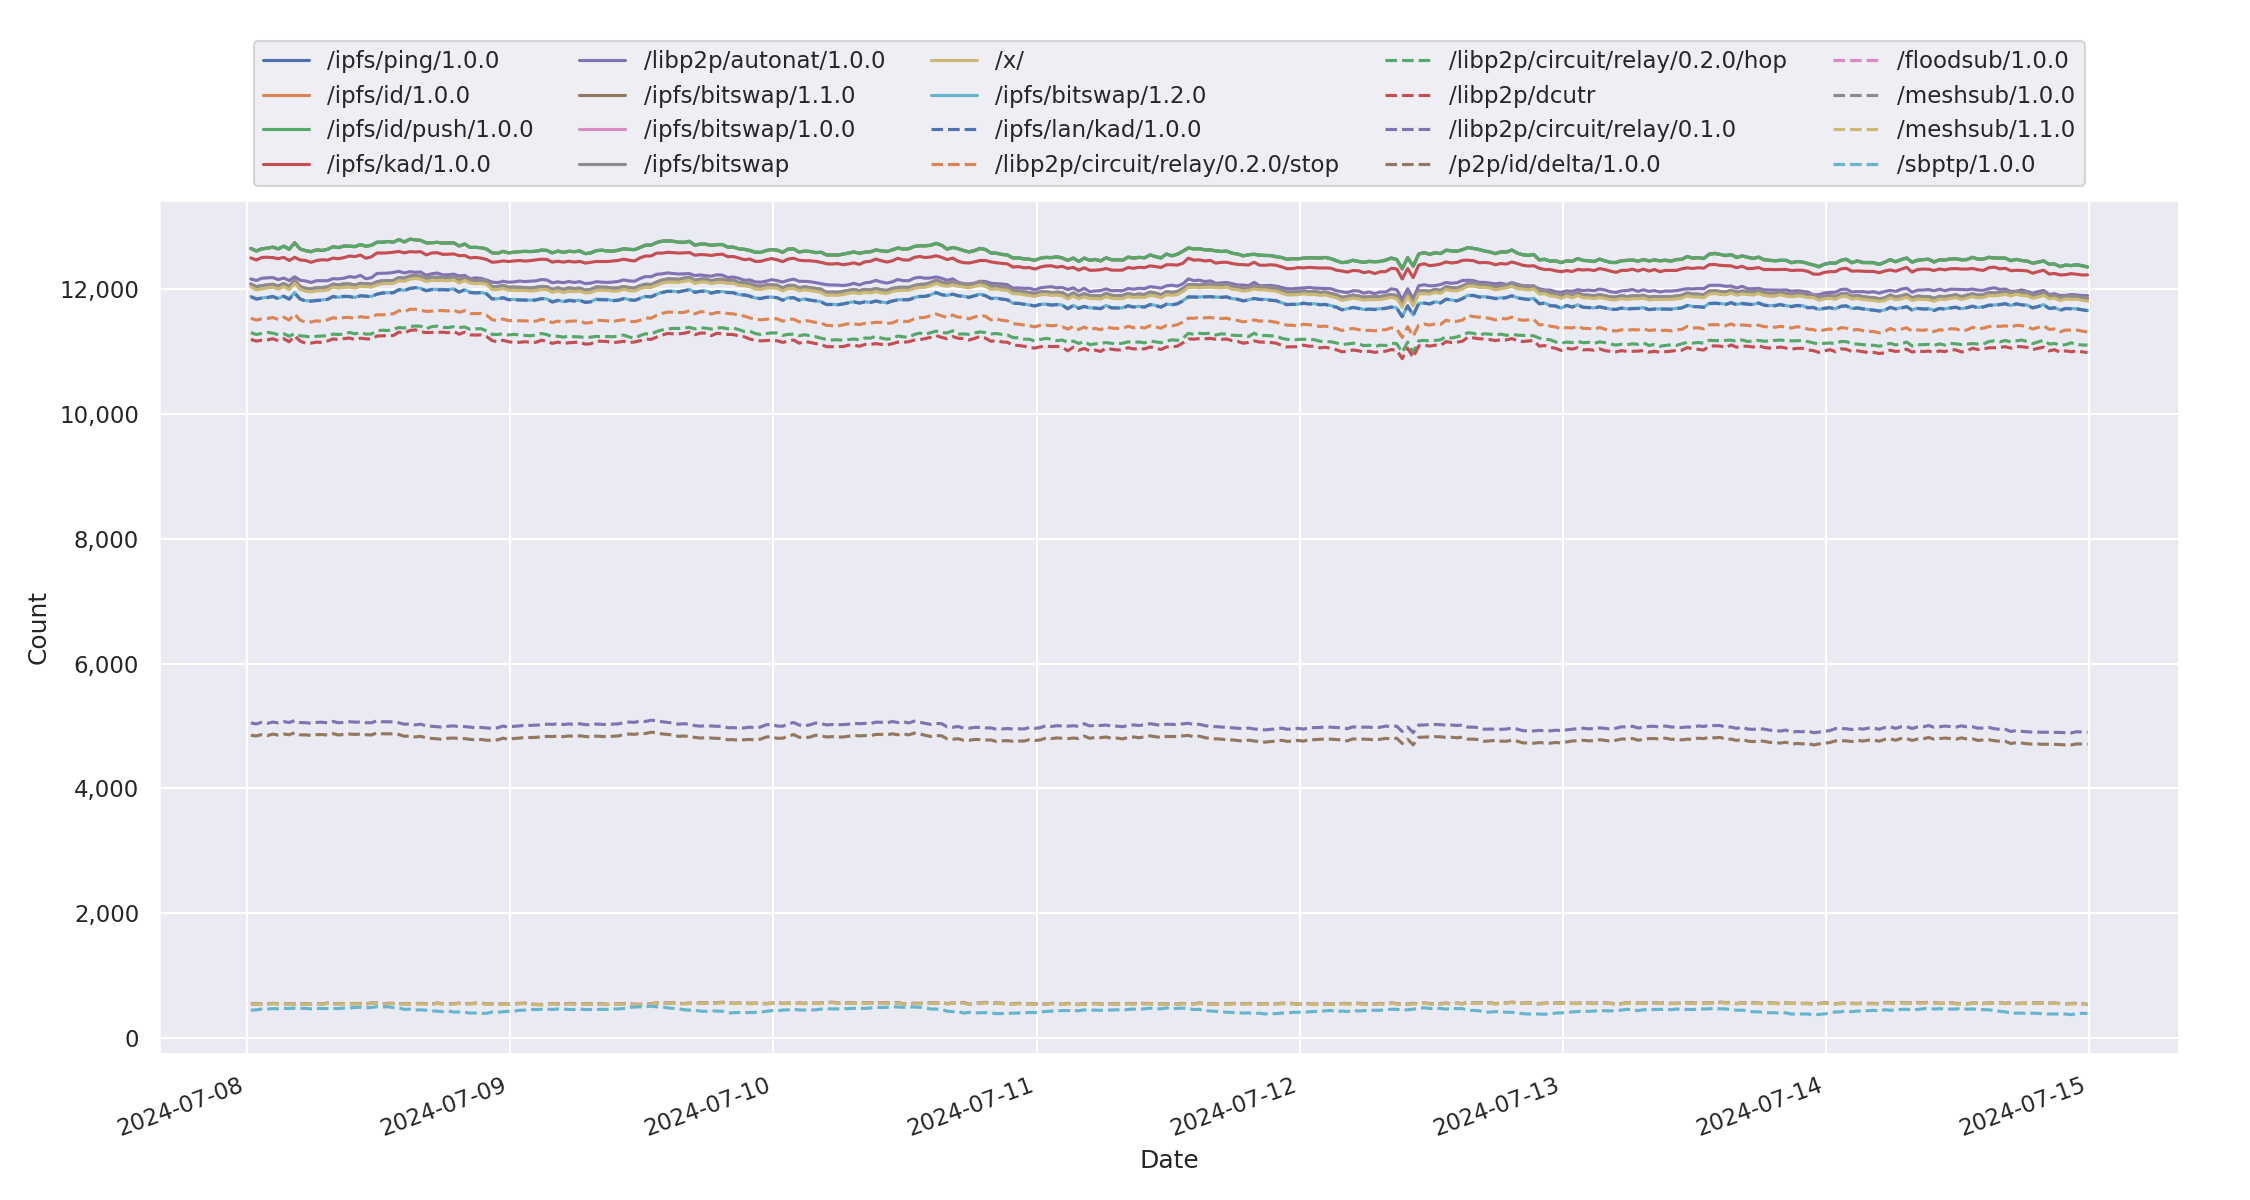 /ipfs/ping/1.0.0
/ipfs/id/1.0.0
/ipfs/id/push/1.0.0
/ipfs/kad/1.0.0
/libp2p/autonat/1.0.0
/ipfs/bitswap/1.1.0
/ipfs/bitswap/1.0.0
/ipfs/bitswap
/x/
/ipfs/bitswap/1.2.0
/ipfs/lan/kad/1.0.0
/libp2p/circuit/relay/0.2.0/stop
/libp2p/circuit/relay/0.2.0/hop
/libp2p/dcutr
/libp2p/circuit/relay/0.1.0
/p2p/id/delta/1.0.0
/floodsub/1.0.0
/meshsub/1.0.0
/meshsub/1.1.0
/sbptp/1.0.0
12,000
10,000
8,000
6,000
4,000
2,000
0
Count
2024-07-08
2024-07-09
2024-07-10
2024-07-11
2024-07-12
2024-07-13
2024-07-14
2024-07-15
Date